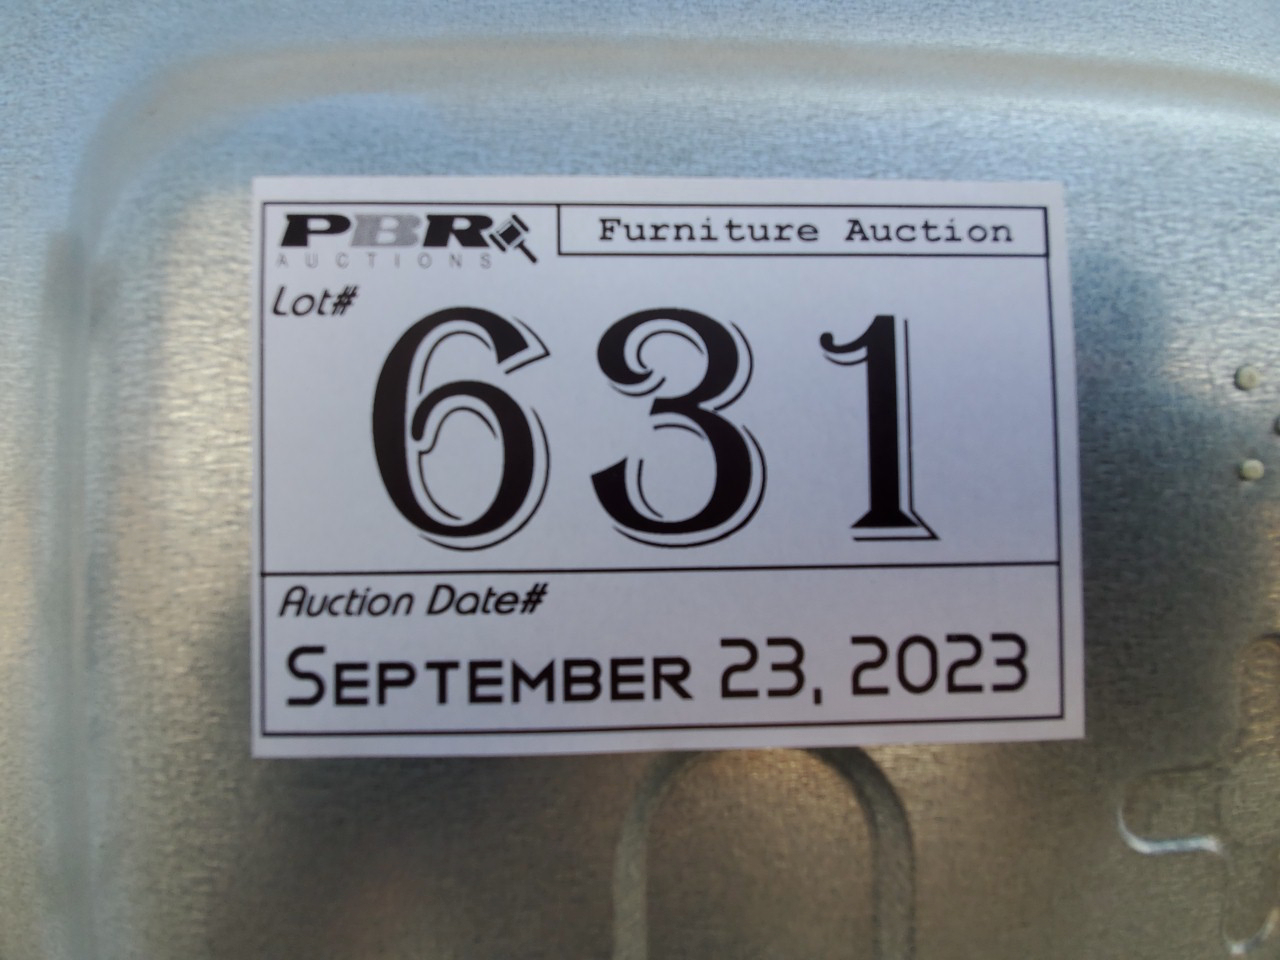 PBR
AUCTIONS
Furniture Auction
Lot#
631
Auction Date#
SEPTEMBER 23, 2023